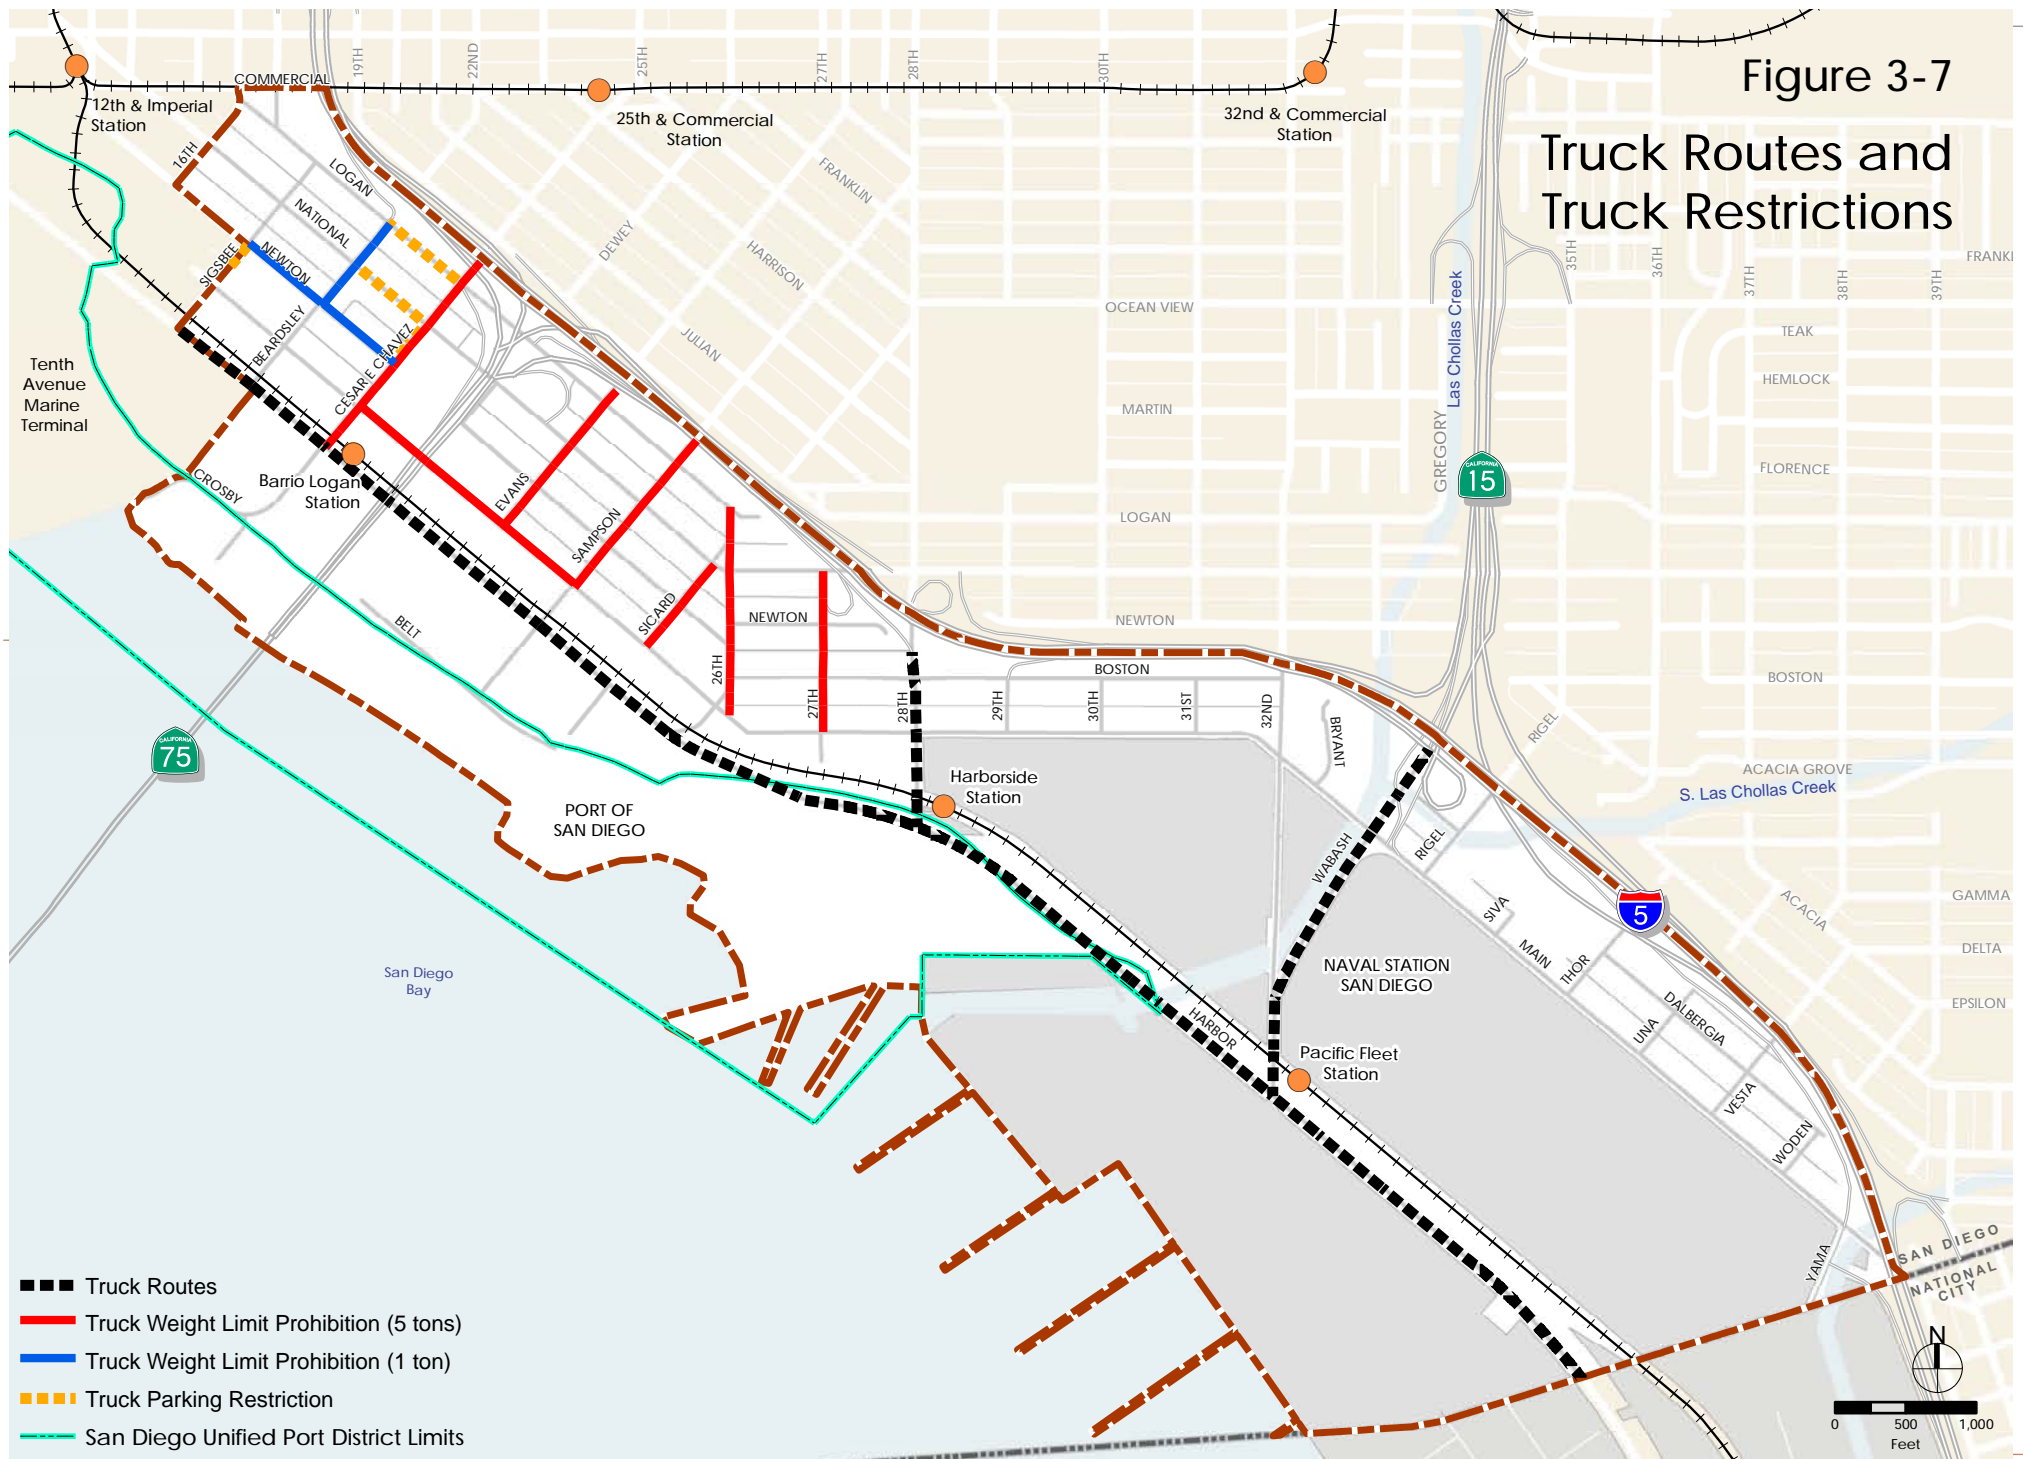 Figure 3-7
Truck Routes and
Truck Restrictions
COMMERCIAL
19TH
22ND
25TH
27TH
28TH
30TH
12th & Imperial
Station
25th & Commercial
Station
32nd & Commercial
Station
16TH
LOGAN
FRANKLIN
NATIONAL
DEWEY
HARRISON
35TH
36TH
37TH
38TH
39TH
FRANKL
SIGSBEE
NEWTON
Las Chollas Creek
OCEAN VIEW
TEAK
BEARDSLEY
JULIAN
HEMLOCK
CESAR E CHAVEZ
Tenth
Avenue
Marine
Terminal
MARTIN
GREGORY
FLORENCE
CALIFORNIA
15
CROSBY
Barrio Logan
Station
EVANS
SAMPSON
LOGAN
SICARD
NEWTON
NEWTON
BELT
26TH
27TH
28TH
29TH
30TH
31ST
32ND
BOSTON
BOSTON
BRYANT
RIGEL
CALIFORNIA
75
Harborside
Station
ACACIA GROVE
S. Las Chollas Creek
PORT OF
SAN DIEGO
WABASH
RIGEL
5
ACACIA
GAMMA
SIVA
MAIN
THOR
DELTA
San Diego
Bay
NAVAL STATION
SAN DIEGO
DALBERGIA
EPSILON
HARBOR
UNA
Pacific Fleet
Station
VESTA
WODEN
YAMA
SAN DIEGO
NATIONAL
CITY
Truck Routes
Truck Weight Limit Prohibition (5 tons)
Truck Weight Limit Prohibition (1 ton)
Truck Parking Restriction
San Diego Unified Port District Limits
N
0 500 1,000
Feet